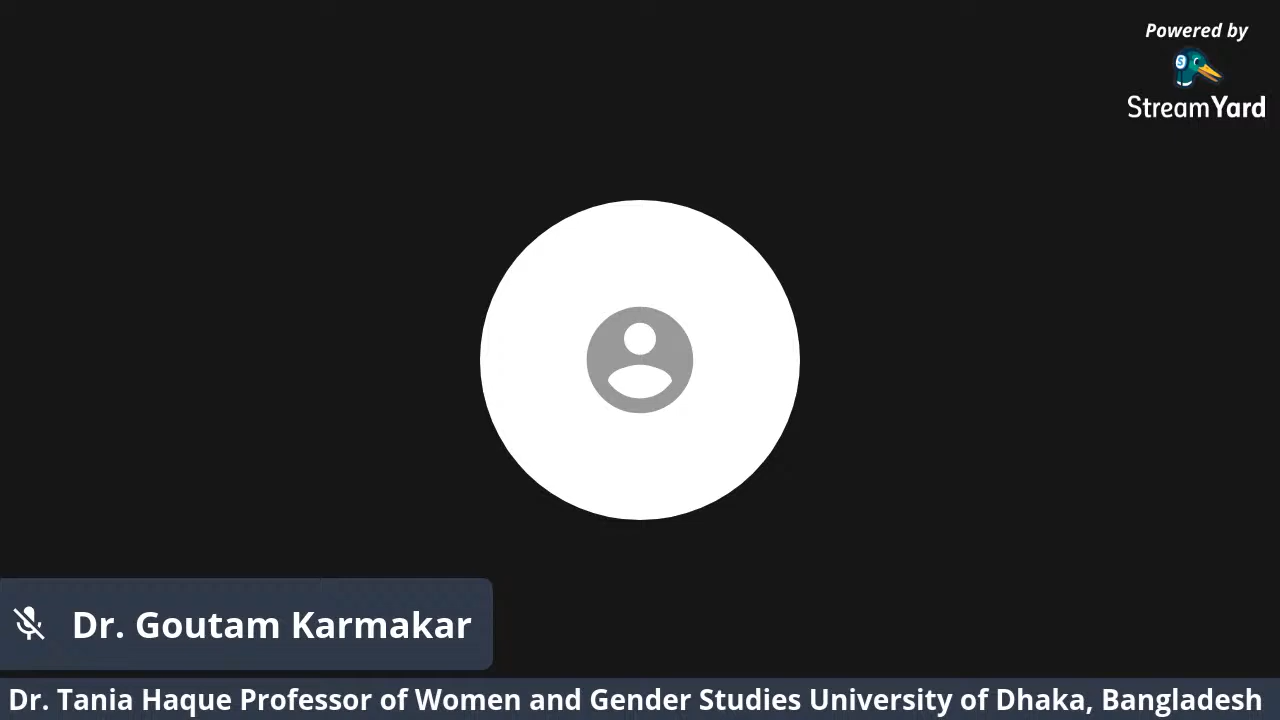 Powered by
S
StreamYard
Dr. Goutam Karmakar
Dr. Tania Haque Professor of Women and Gender Studies University of Dhaka, Bangladesh